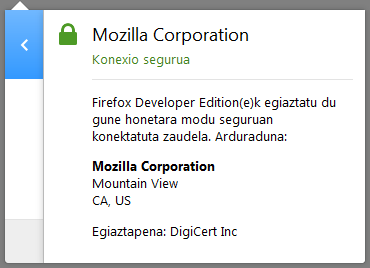 Mozilla Corporation
Konexio segurua
Firefox Developer Edition(e)k egiaztatu du
gune honetara modu seguruan
konektatuta zaudela. Arduraduna:
Mozilla Corporation
Mountain View
CA, US
Egiaztapena: DigiCert Inc